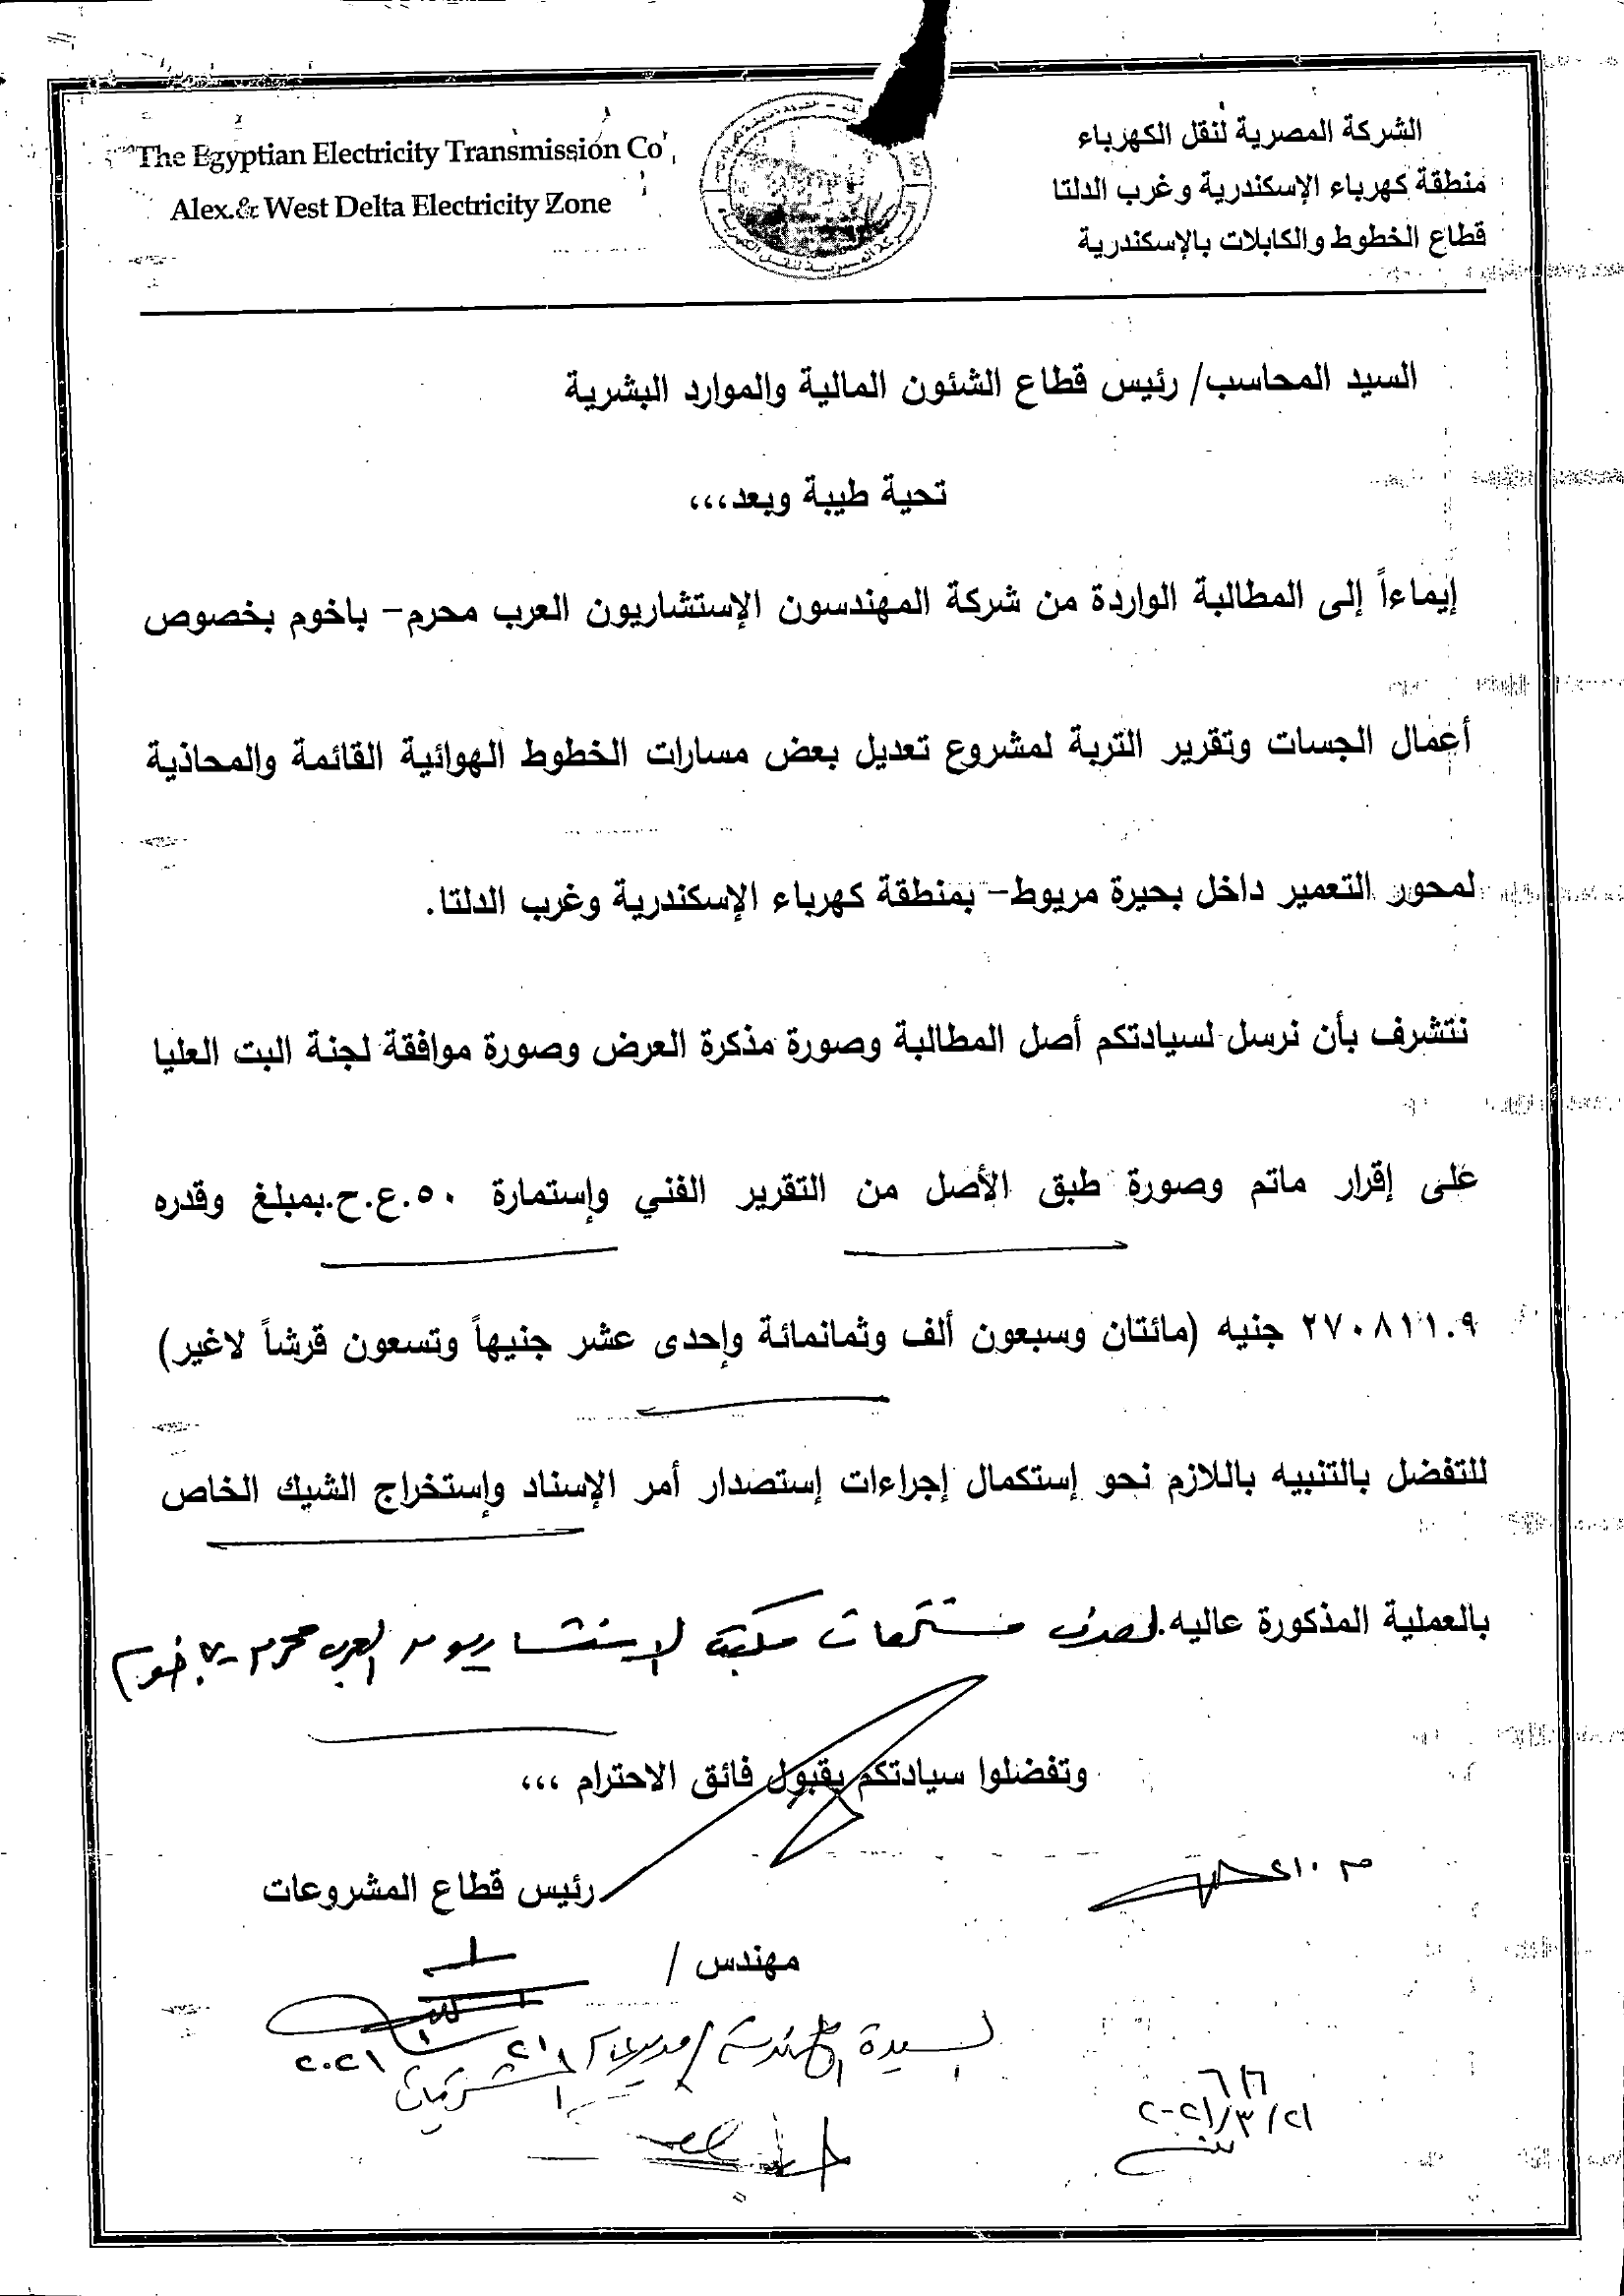 الشركة المصرية لنقل الكهرباء
منطقة كهرباء الإسكندرية وغرب الدلتا
قطاع الخطوط والكابلات بالإسكندرية
The Egyptian Electricity Transmission Co
Alex.& West Delta Electricity Zone
السيد المحاسب/ رئيس قطاع الشئون المالية والموارد البشرية
تحية طيبة وبعد،،،
إيماءاً إلى المطالبة الواردة من شركة المهندسون الإستشاريون العرب محرم- باخوم بخصوص
أعمال الجسات وتقرير التربة لمشروع تعديل بعض مسارات الخطوط الهوائية القائمة والمحاذية
لمحور التعمير داخل بحيرة مريوط- بمنطقة كهرباء الإسكندرية وغرب الدلتا.
نتشرف بأن نرسل لسيادتكم أصل المطالبة وصورة مذكرة العرض وصورة موافقة لجنة البت العليا
على إقرار ماتم وصورة طبق الأصل من التقرير الفني وإستمارة ٥٠.ع.ح.بمبلغ وقدره
٢٧٠٨١١.٩ جنيه (مائتان وسبعون ألف وثمانمائة وإحدى عشر جنيهاً وتسعون قرشاً لاغير)
للتفضل بالتنبيه باللازم نحو إستكمال إجراءات إستصدار أمر الإسناد وإستخراج الشيك الخاص
بالعملية المذكورة عاليه. لصرف مستحقات مكتب الاستشاريون العرب محرم - باخوم
وتفضلوا سيادتكم بقبول فائق الاحترام ،،،
رئيس قطاع المشروعات
مهندس /
٢٠٢١
السيدة المهندسة / مدير عام المشتريات
٢٠٢١/٣/٢١